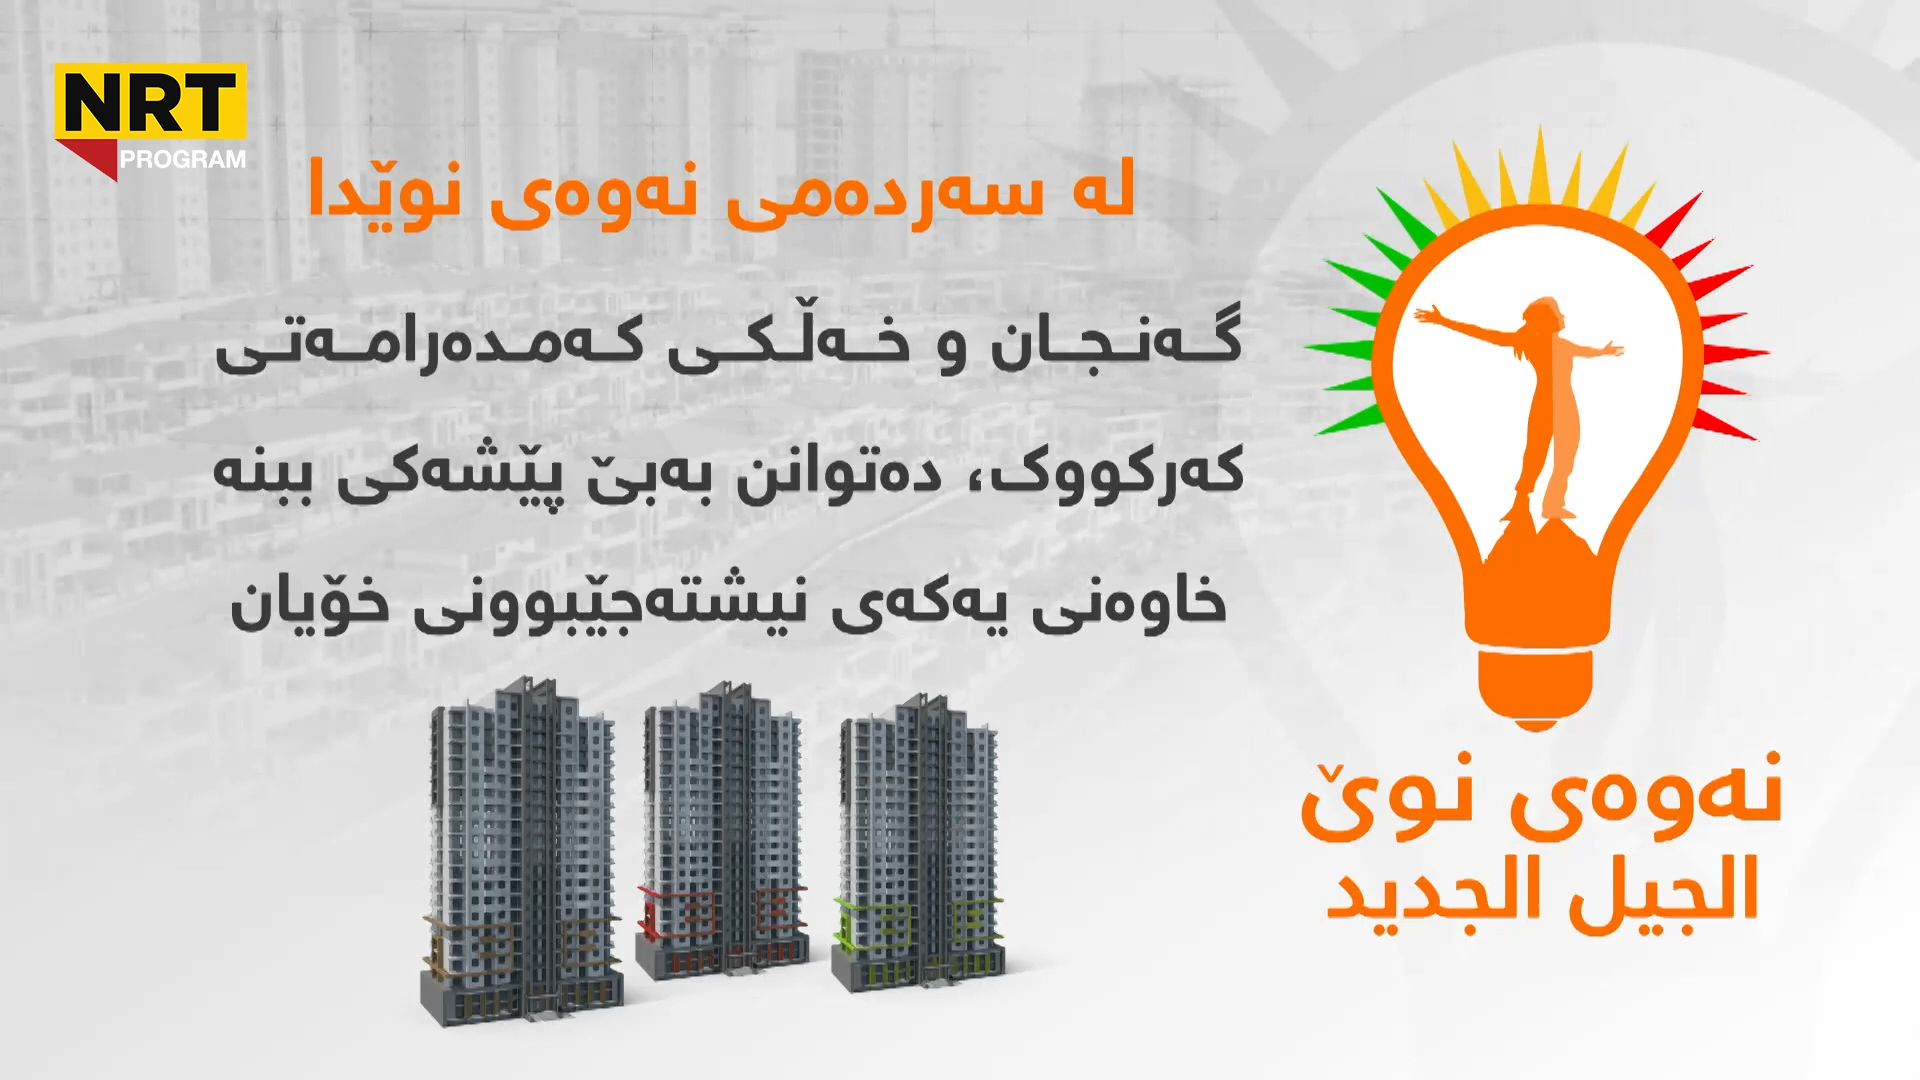 NRT
PROGRAM
لە سەردەمی نەوەی نوێدا
گەنجان و خەڵکی کەمدەرامەتی
کەرکووک، دەتوانن بەبێ پێشەکی ببنە
خاوەنی یەکەی نیشتەجێبوونی خۆیان
نەوەی نوێ
الجيل الجديد